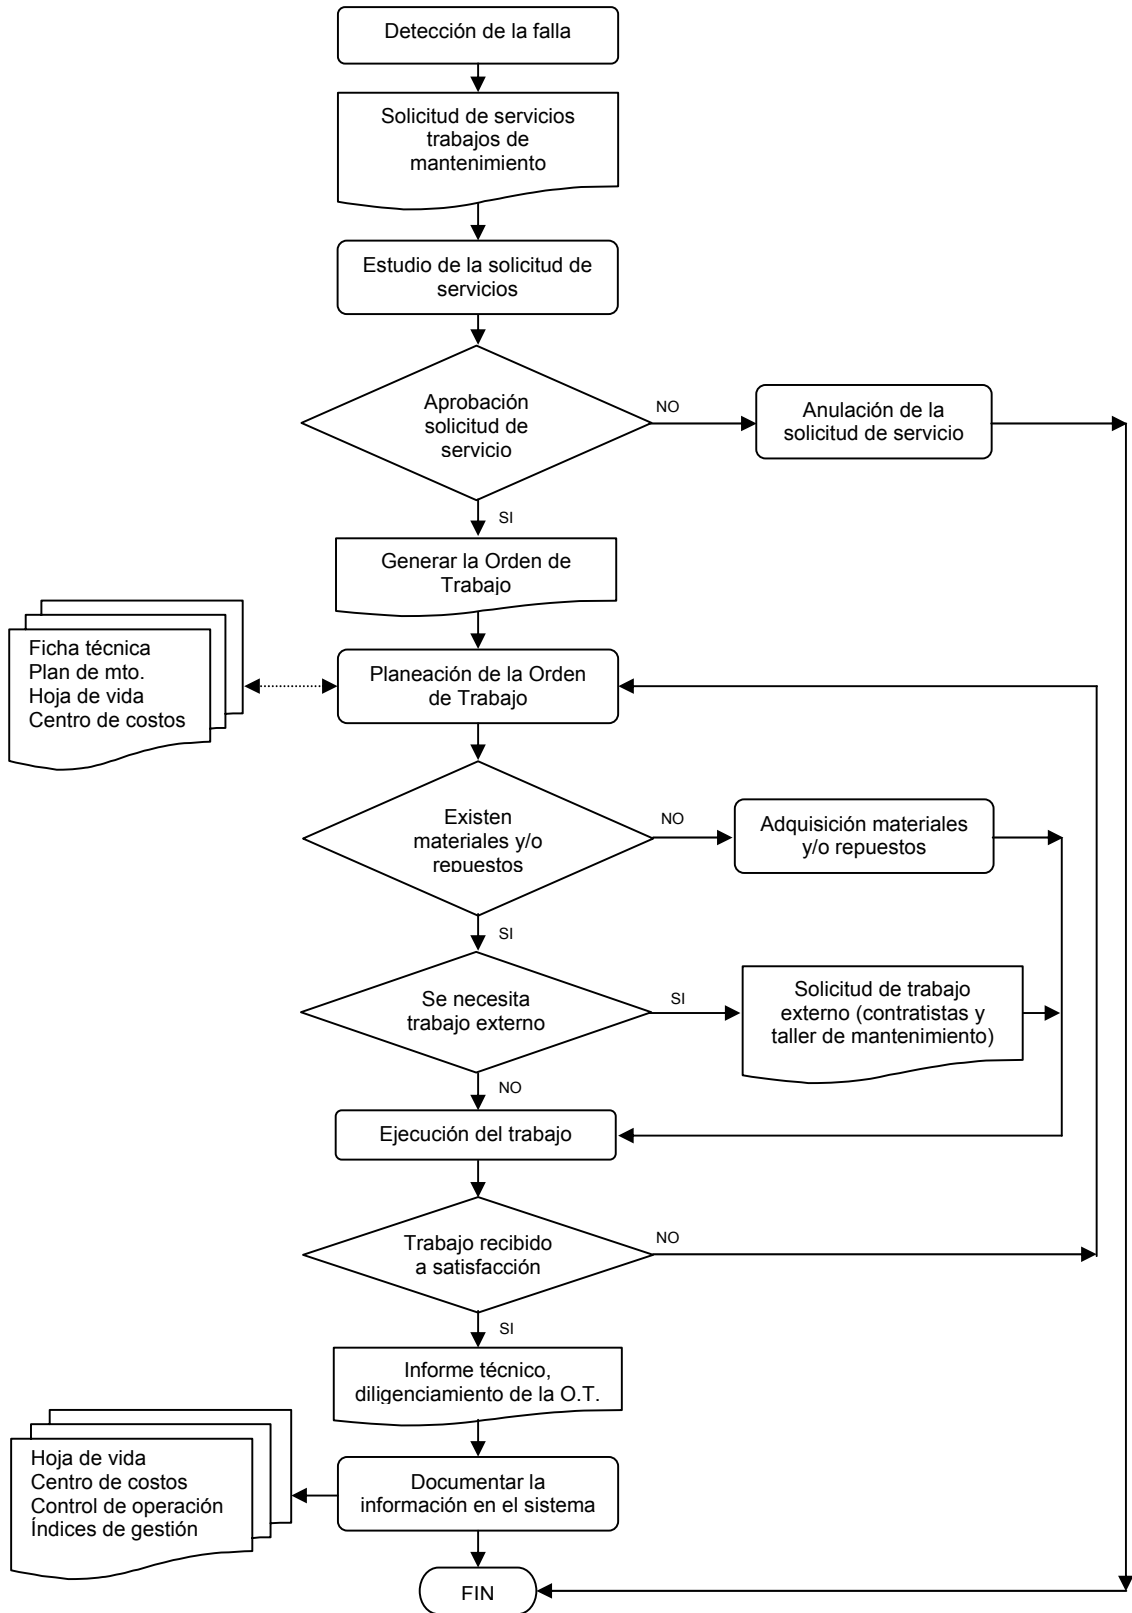 Detección de la falla
Solicitud de servicios
trabajos de
mantenimiento
Estudio de la solicitud de
servicios
Aprobación
solicitud de
servicio
NO
Anulación de la
solicitud de servicio
SI
Generar la Orden de
Trabajo
Ficha técnica
Plan de mto.
Hoja de vida
Centro de costos
Planeación de la Orden
de Trabajo
Existen
materiales y/o
repuestos
NO
Adquisición materiales
y/o repuestos
SI
Se necesita
trabajo externo
SI
Solicitud de trabajo
externo (contratistas y
taller de mantenimiento)
NO
Ejecución del trabajo
Trabajo recibido
a satisfacción
NO
SI
Informe técnico,
diligenciamiento de la O.T.
Hoja de vida
Centro de costos
Control de operación
Índices de gestión
Documentar la
información en el sistema
FIN